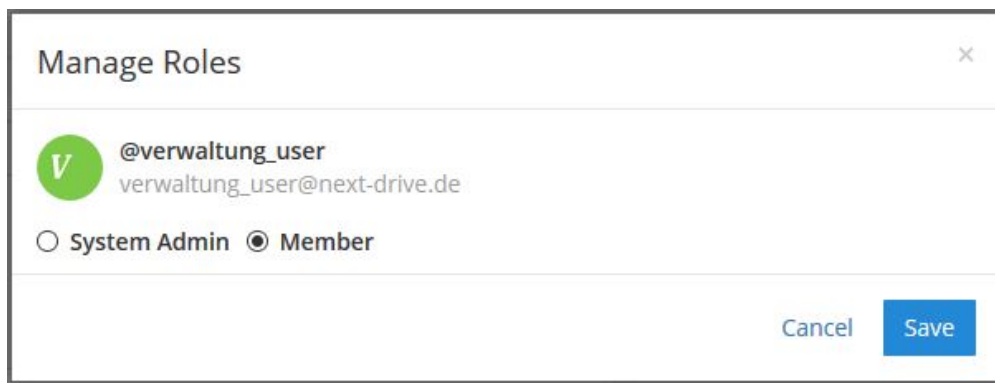 Manage Roles ×
V
@verwaltung_user
verwaltung_user@next-drive.de
System Admin Member
Cancel Save